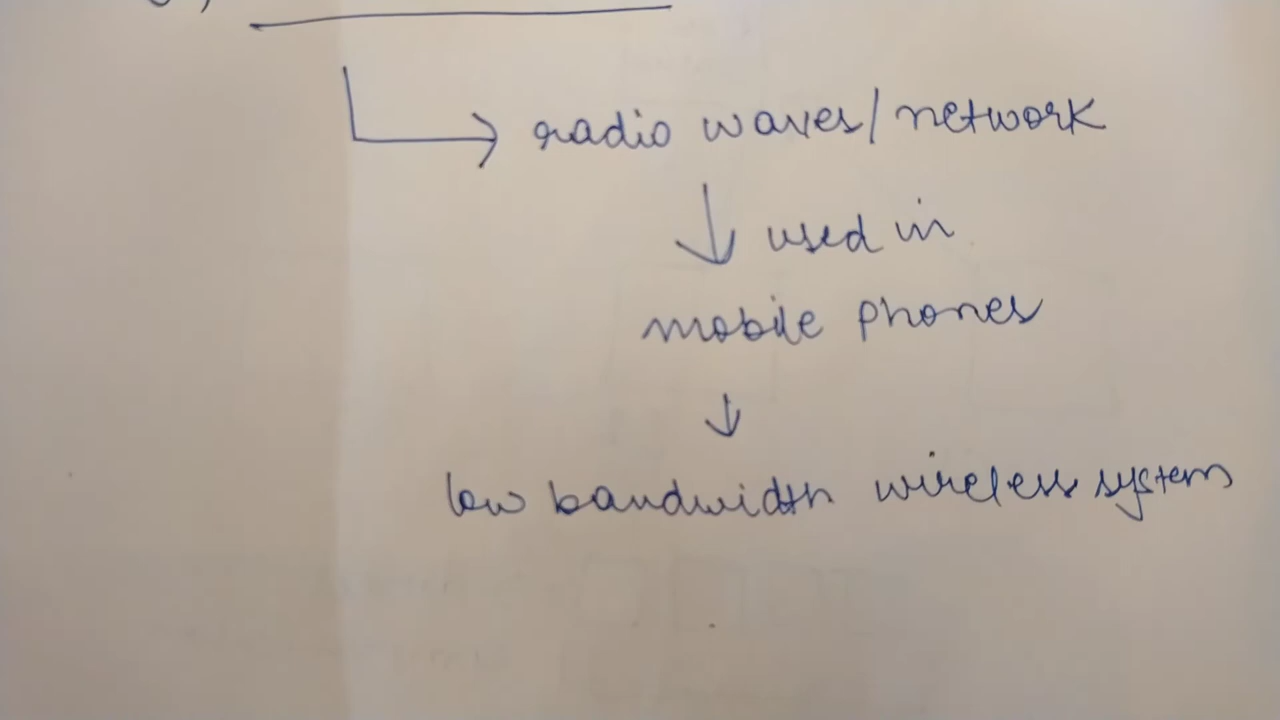 radio waves/network
used in
mobile phones
low bandwidth wireless system